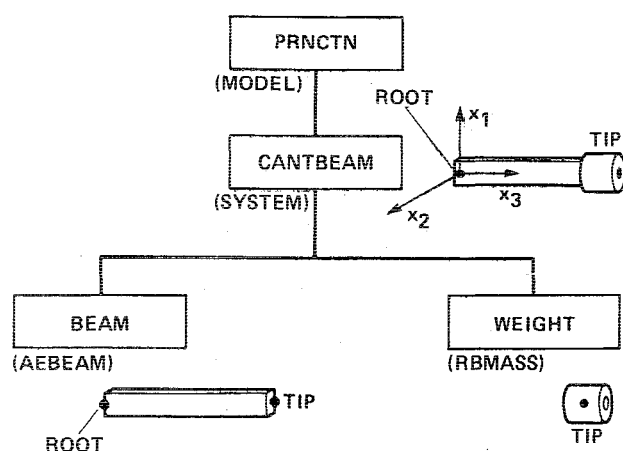 PRNCTN
(MODEL)
ROOT
x1
TIP
CANTBEAM
(SYSTEM)
x3
x2
BEAM
WEIGHT
(AEBEAM)
(RBMASS)
TIP
ROOT
TIP